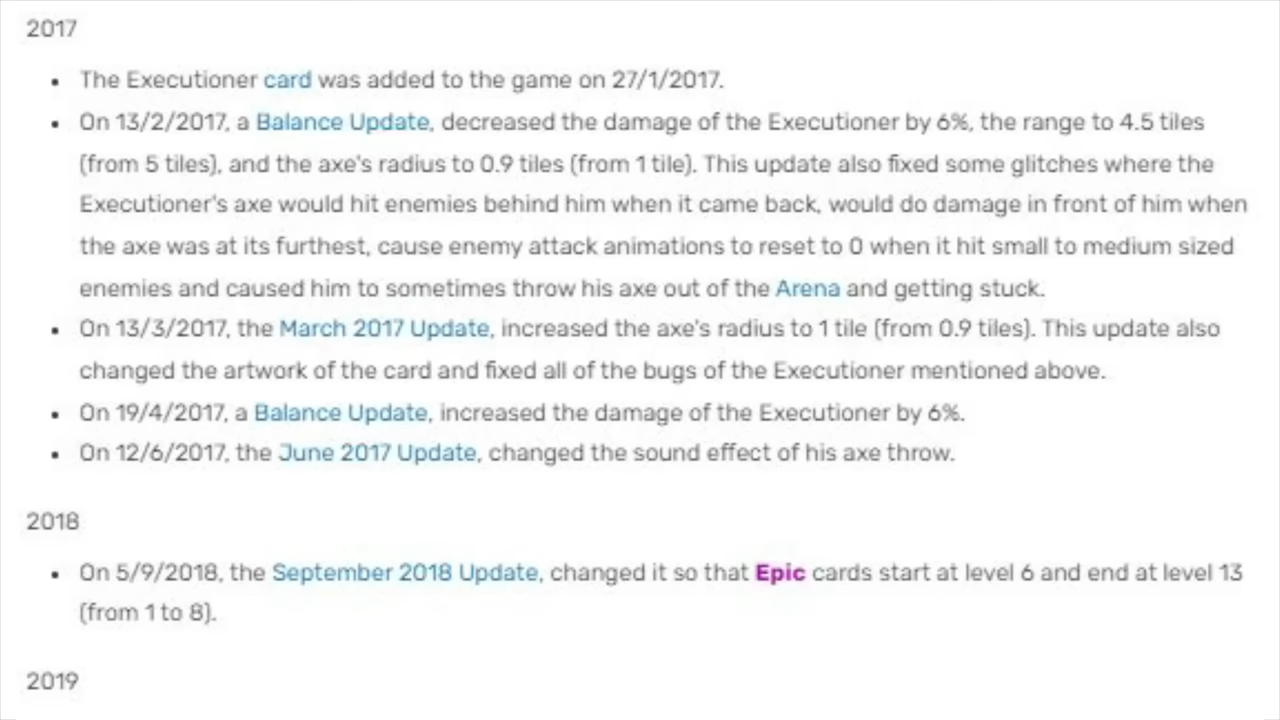 2017
• The Executioner card was added to the game on 27/1/2017.
• On 13/2/2017, a Balance Update, decreased the damage of the Executioner by 6%, the range to 4.5 tiles
(from 5 tiles), and the axe's radius to 0.9 tiles (from 1 tile). This update also fixed some glitches where the
Executioner's axe would hit enemies behind him when it came back, would do damage in front of him when
the axe was at its furthest, cause enemy attack animations to reset to 0 when it hit small to medium sized
enemies and caused him to sometimes throw his axe out of the Arena and getting stuck.
• On 13/3/2017, the March 2017 Update, increased the axe's radius to 1 tile (from 0.9 tiles). This update also
changed the artwork of the card and fixed all of the bugs of the Executioner mentioned above.
• On 19/4/2017, a Balance Update, increased the damage of the Executioner by 6%.
• On 12/6/2017, the June 2017 Update, changed the sound effect of his axe throw.
2018
• On 5/9/2018, the September 2018 Update, changed it so that Epic cards start at level 6 and end at level 13
(from 1 to 8).
2019